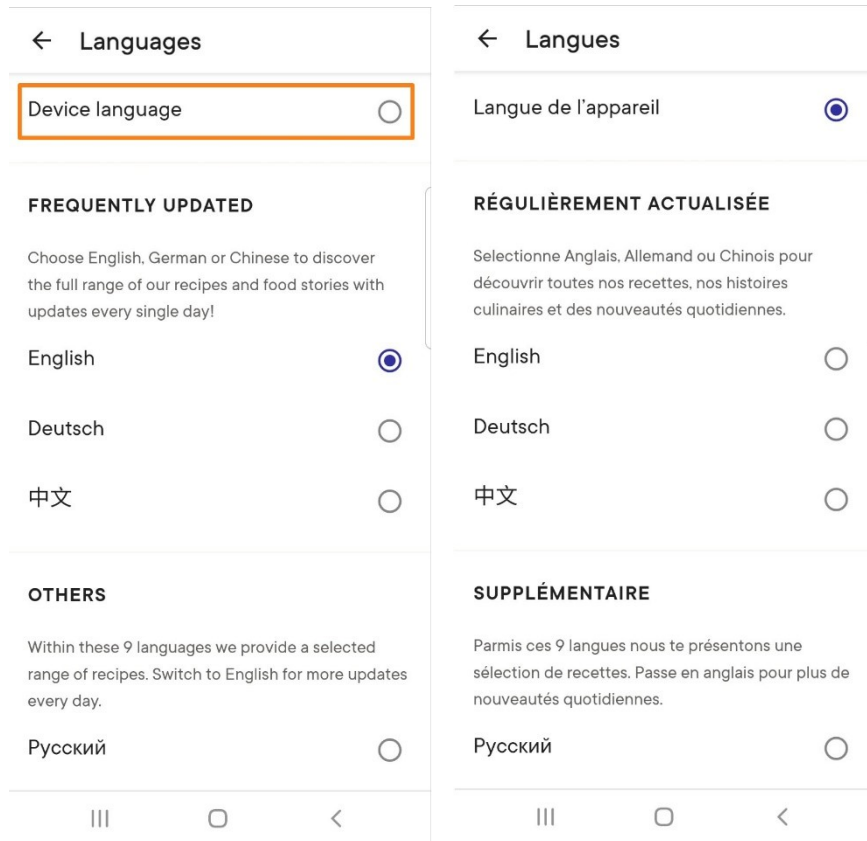 Languages
Device language
FREQUENTLY UPDATED
Choose English, German or Chinese to discover
the full range of our recipes and food stories with
updates every single day!
English
Deutsch
中文
OTHERS
Within these 9 languages we provide a selected
range of recipes. Switch to English for more updates
every day.
Русский
Langues
Langue de l'appareil
RÉGULIÈREMENT ACTUALISÉE
Selectionne Anglais, Allemand ou Chinois pour
découvrir toutes nos recettes, nos histoires
culinaires et des nouveautés quotidiennes.
English
Deutsch
中文
SUPPLÉMENTAIRE
Parmis ces 9 langues nous te présentons une
sélection de recettes. Passe en anglais pour plus de
nouveautés quotidiennes.
Русский